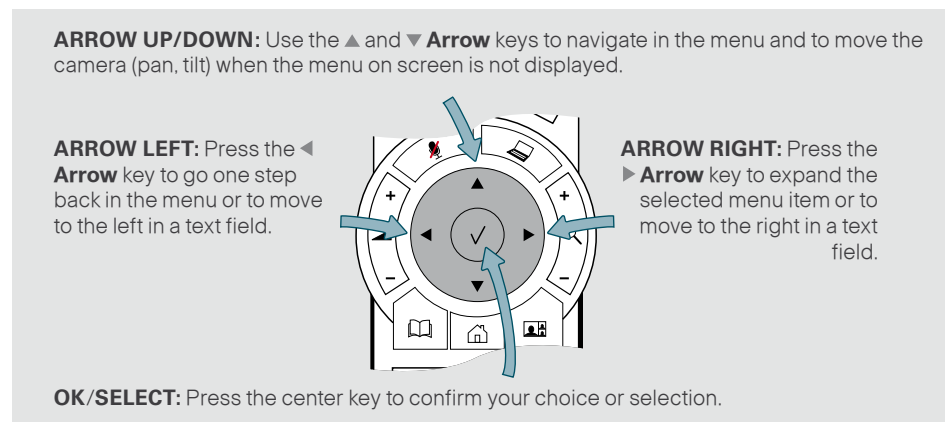 ARROW UP/DOWN: Use the ▲ and ▼ Arrow keys to navigate in the menu and to move the
camera (pan, tilt) when the menu on screen is not displayed.
ARROW LEFT: Press the ◀
Arrow key to go one step
back in the menu or to move
to the left in a text field.
ARROW RIGHT: Press the
▶ Arrow key to expand the
selected menu item or to
move to the right in a text
field.
+
+
–
–
OK/SELECT: Press the center key to confirm your choice or selection.